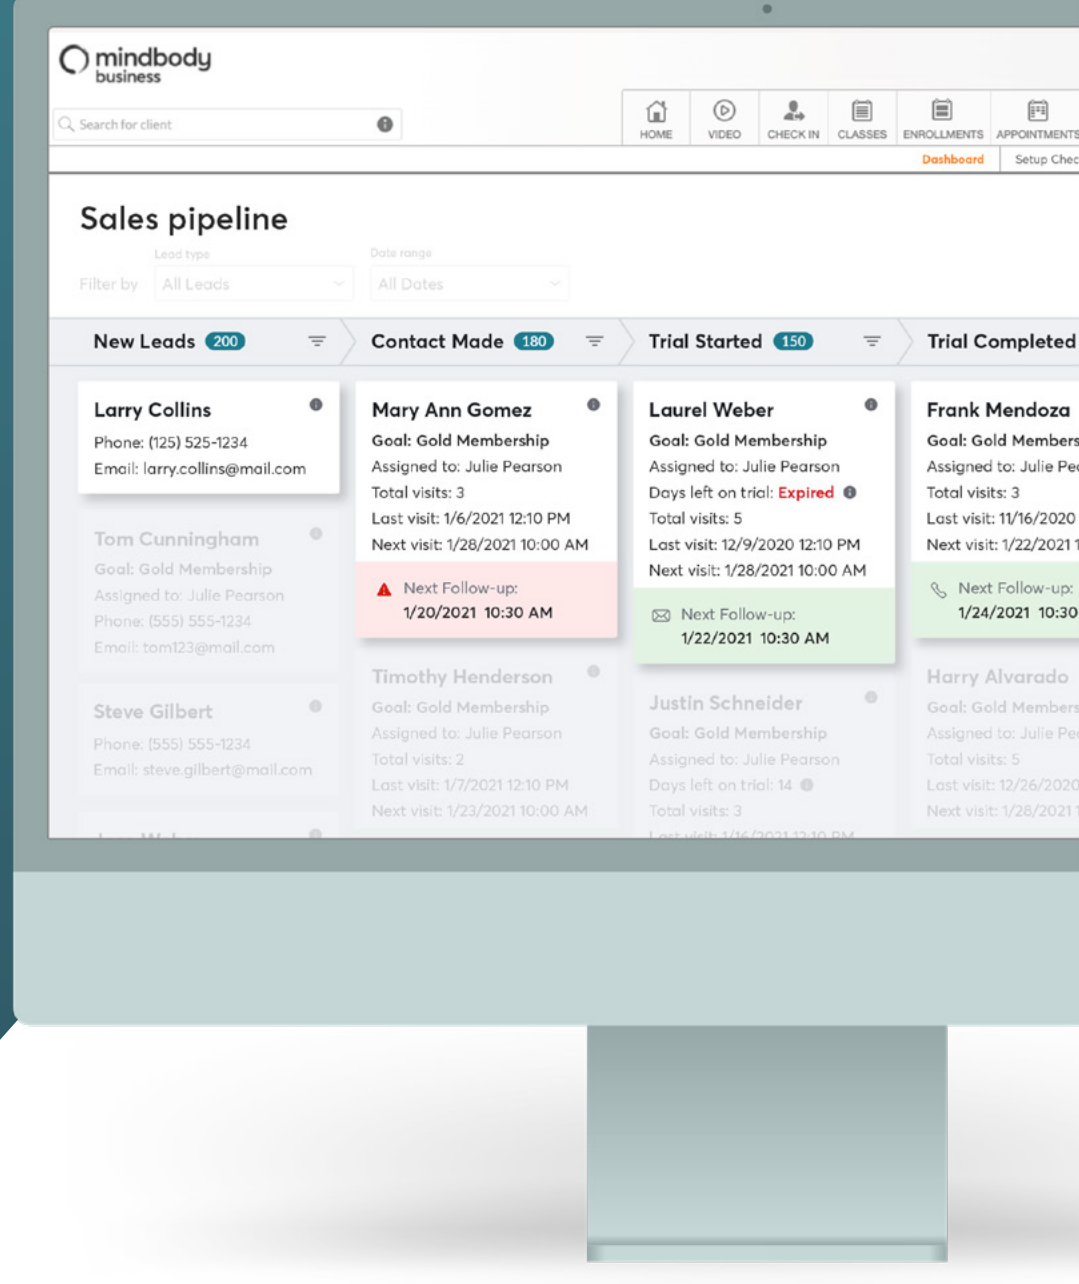 mindbody
business
Search for client
HOME
VIDEO
CHECK IN
CLASSES
ENROLLMENTS
APPOINTMENTS
Dashboard
Setup Chec
Sales pipeline
Lead type
Date range
Filter by
All Leads
All Dates
New Leads 200
Contact Made 180
Trial Started 150
Trial Completed
Larry Collins
Phone: (125) 525-1234
Email: larry.collins@mail.com
Tom Cunningham
Goal: Gold Membership
Assigned to: Julie Pearson
Phone: (555) 555-1234
Email: tom123@mail.com
Steve Gilbert
Phone: (555) 555-1234
Email: steve.gilbert@mail.com
Mary Ann Gomez
Goal: Gold Membership
Assigned to: Julie Pearson
Total visits: 3
Last visit: 1/6/2021 12:10 PM
Next visit: 1/28/2021 10:00 AM
Next Follow-up:
1/20/2021 10:30 AM
Timothy Henderson
Goal: Gold Membership
Assigned to: Julie Pearson
Total visits: 2
Last visit: 1/7/2021 12:10 PM
Next visit: 1/23/2021 10:00 AM
Laurel Weber
Goal: Gold Membership
Assigned to: Julie Pearson
Days left on trial: Expired
Total visits: 5
Last visit: 12/9/2020 12:10 PM
Next visit: 1/28/2021 10:00 AM
Next Follow-up:
1/22/2021 10:30 AM
Justin Schneider
Goal: Gold Membership
Assigned to: Julie Pearson
Days left on trial: 14
Total visits: 3
Last visit: 1/16/2021 12:10 PM
Frank Mendoza
Goal: Gold Members
Assigned to: Julie Pea
Total visits: 3
Last visit: 11/16/2020
Next visit: 1/22/2021 1
Next Follow-up:
1/24/2021 10:30
Harry Alvarado
Goal: Gold Members
Assigned to: Julie Pea
Total visits: 5
Last visit: 12/26/2020
Next visit: 1/28/2021 1